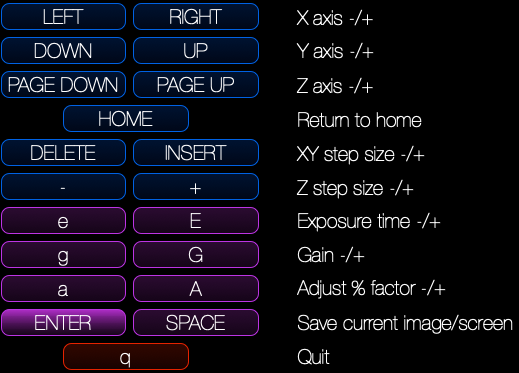 LEFT RIGHT X axis -/+
DOWN UP Y axis -/+
PAGE DOWN PAGE UP Z axis -/+
HOME Return to home
DELETE INSERT XY step size -/+
- + Z step size -/+
e E Exposure time -/+
g G Gain -/+
a A Adjust % factor -/+
ENTER SPACE Save current image/screen
q Quit